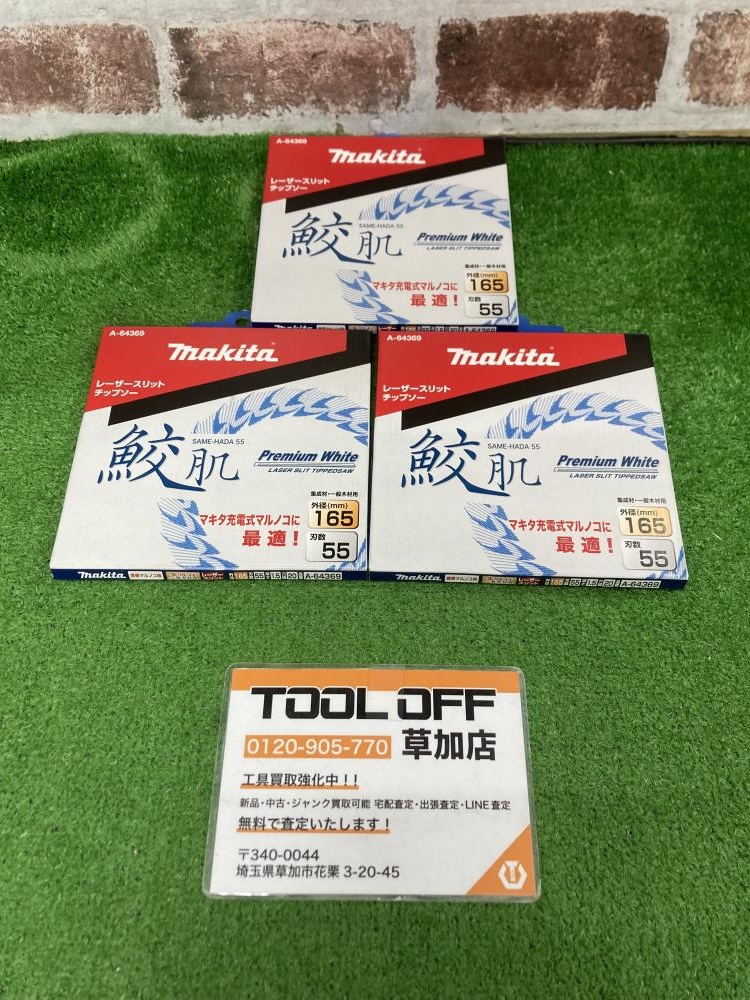 A-64369
makita
レーザースリット
チップソー
鮫肌
SAME-HADA 55
Premium White
LASER SLIT TIPPEDSAW
集成材・一般木材用
マキタ充電式マルノコに
最適!
外径(mm)
165
刃数
55
makita
A-64369
A-64369
makita
レーザースリット
チップソー
鮫肌
SAME-HADA 55
Premium White
LASER SLIT TIPPEDSAW
集成材・一般木材用
マキタ充電式マルノコに
最適!
外径(mm)
165
刃数
55
makita
A-64369
A-64369
makita
レーザースリット
チップソー
鮫肌
SAME-HADA 55
Premium White
LASER SLIT TIPPEDSAW
集成材・一般木材用
マキタ充電式マルノコに
最適!
外径(mm)
165
刃数
55
makita
A-64369
TOOL OFF
0120-905-770 草加店
工具買取強化中!!
新品・中古・ジャンク買取可能 宅配査定・出張査定・LINE査定
無料で査定いたします!
〒340-0044
埼玉県草加市花栗 3-20-45